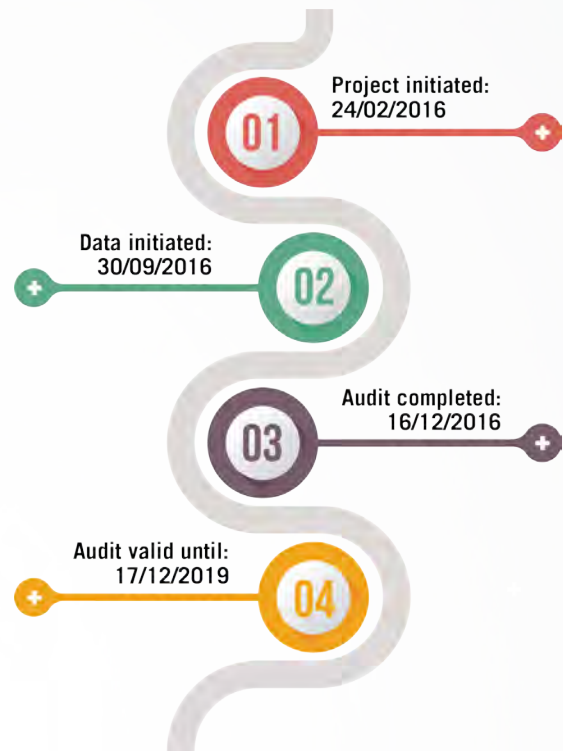 Project initiated:
24/02/2016
01
Data initiated:
30/09/2016
02
Audit completed:
16/12/2016
03
Audit valid until:
17/12/2019
04